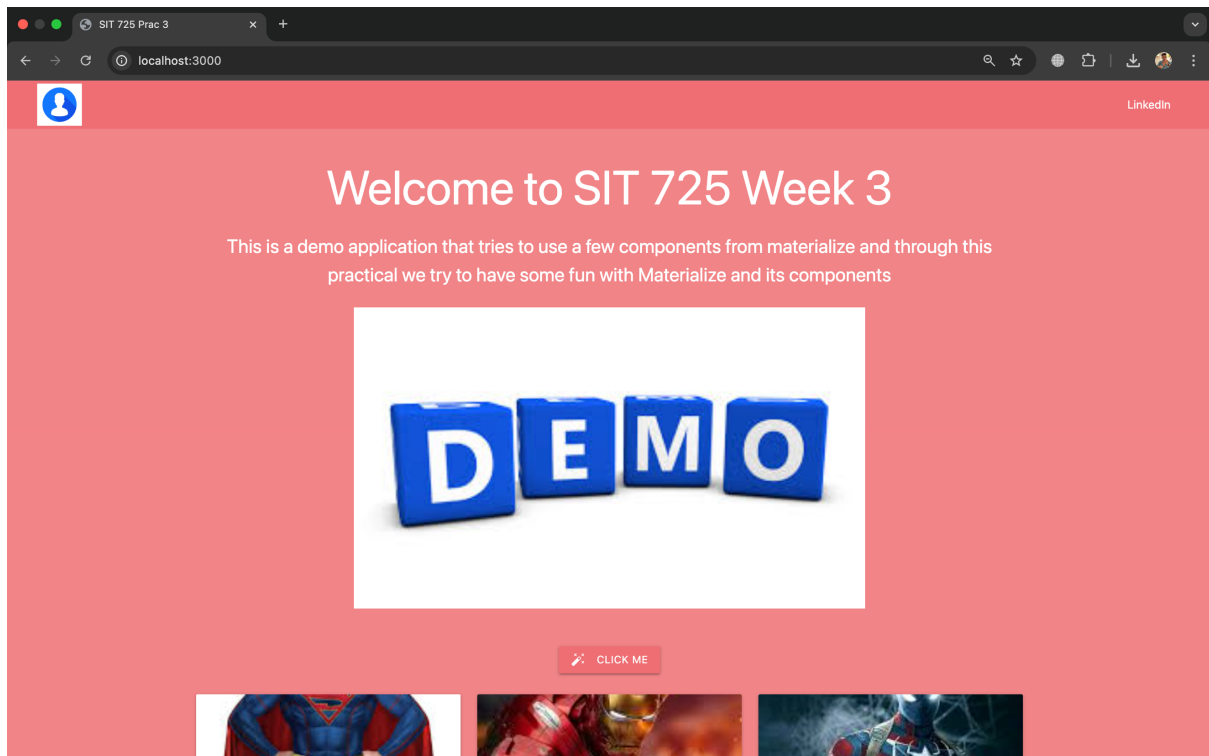 SIT 725 Prac 3
localhost:3000
LinkedIn
Welcome to SIT 725 Week 3
This is a demo application that tries to use a few components from materialize and through this
practical we try to have some fun with Materialize and its components
DEMO
CLICK ME